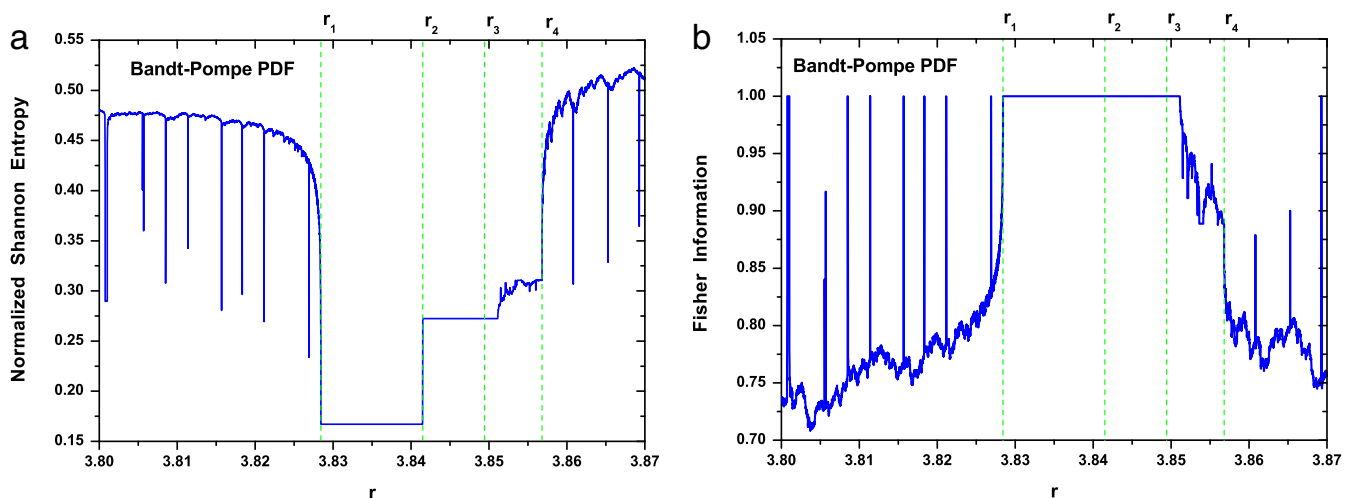 a
r1 r2 r3 r4
Bandt-Pompe PDF
Normalized Shannon Entropy
0.55
0.50
0.45
0.40
0.35
0.30
0.25
0.20
0.15
3.80 3.81 3.82 3.83 3.84 3.85 3.86 3.87
r
b
r1 r2 r3 r4
Bandt-Pompe PDF
Fisher Information
1.05
1.00
0.95
0.90
0.85
0.80
0.75
0.70
3.80 3.81 3.82 3.83 3.84 3.85 3.86 3.87
r